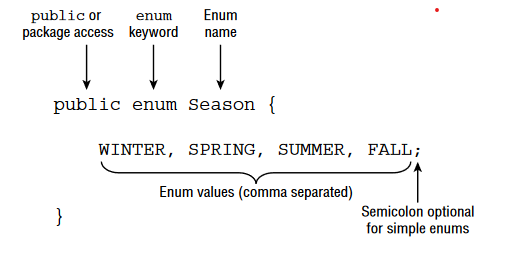 public or enum Enum
package access keyword name
public enum Season {
WINTER, SPRING, SUMMER, FALL;
Enum values (comma separated)
Semicolon optional
for simple enums
}